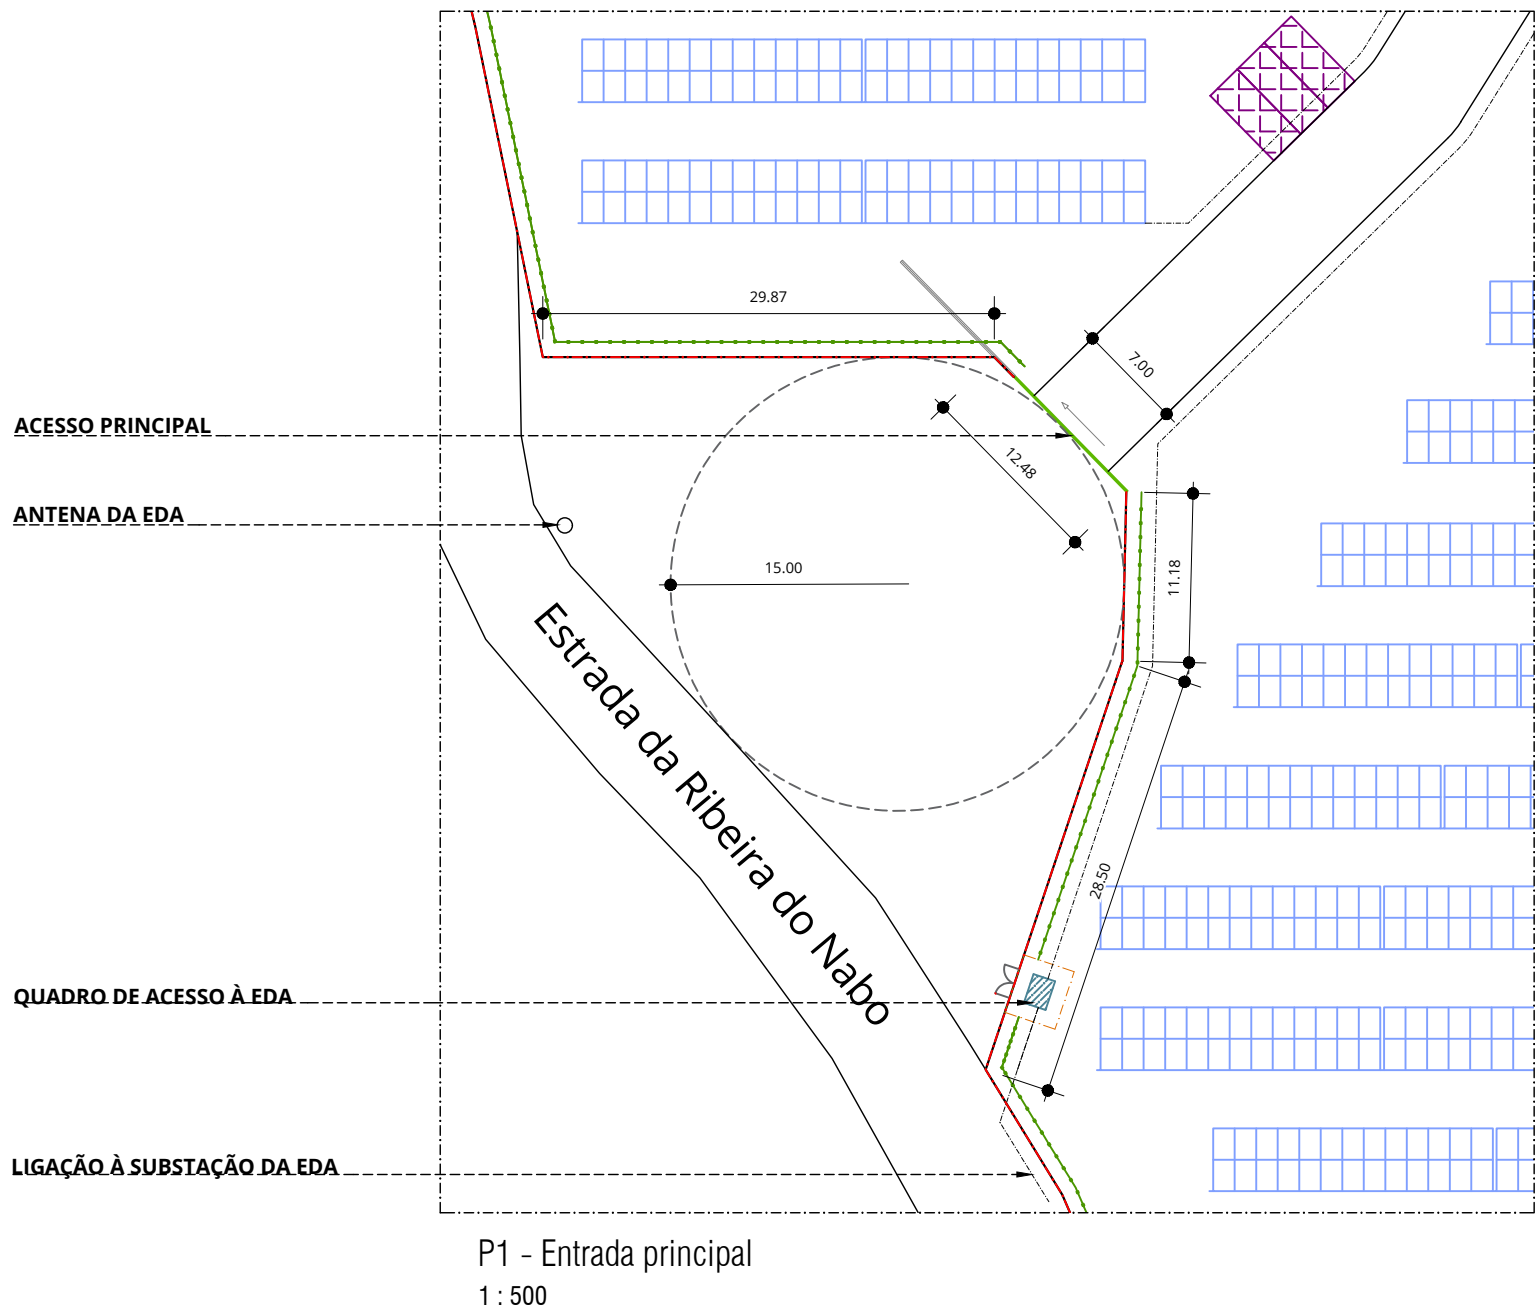 29.87
7.00
ACESSO PRINCIPAL
12.48
ANTENA DA EDA
15.00
11.18
Estrada da Ribeira do Nabo
28.50
QUADRO DE ACESSO À EDA
LIGAÇÃO À SUBSTAÇÃO DA EDA
P1 - Entrada principal
1 : 500